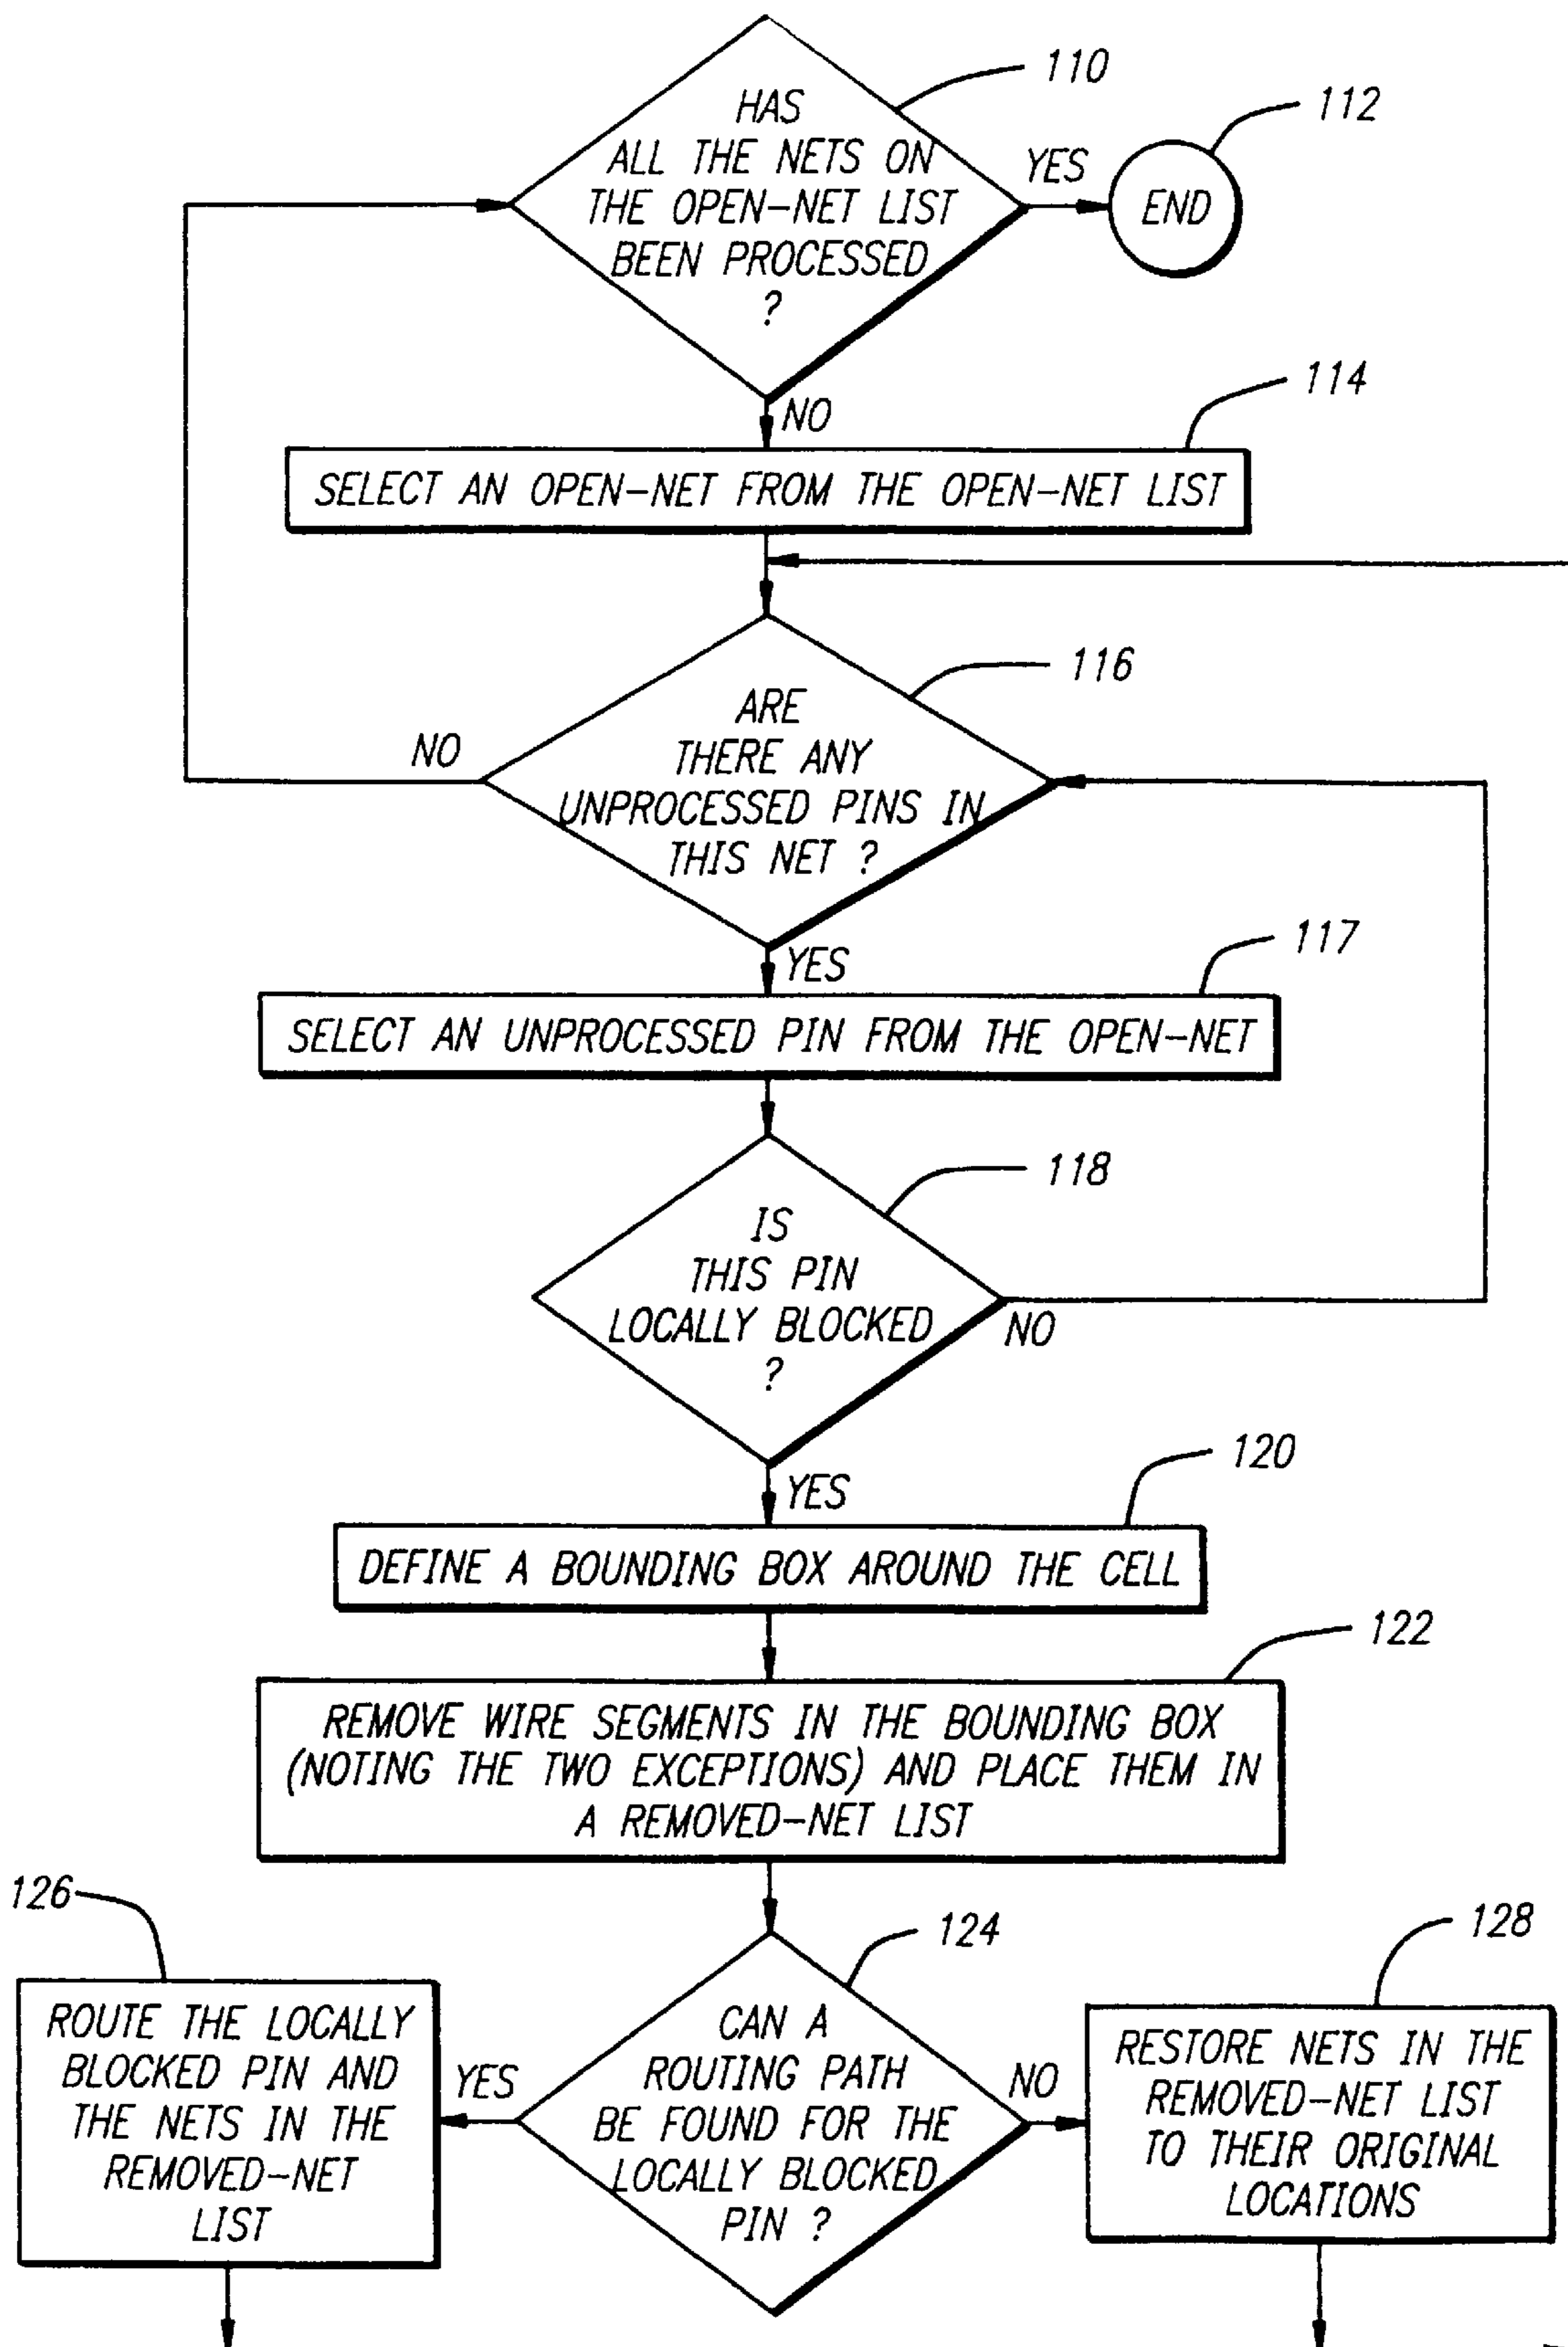 110
HAS
ALL THE NETS ON
THE OPEN-NET LIST
BEEN PROCESSED
?
YES
112
END
NO
114
SELECT AN OPEN-NET FROM THE OPEN-NET LIST
116
ARE
THERE ANY
UNPROCESSED PINS IN
THIS NET ?
NO
YES
117
SELECT AN UNPROCESSED PIN FROM THE OPEN-NET
118
IS
THIS PIN
LOCALLY BLOCKED
?
NO
YES
120
DEFINE A BOUNDING BOX AROUND THE CELL
122
REMOVE WIRE SEGMENTS IN THE BOUNDING BOX
(NOTING THE TWO EXCEPTIONS) AND PLACE THEM IN
A REMOVED-NET LIST
126
ROUTE THE LOCALLY
BLOCKED PIN AND
THE NETS IN THE
REMOVED-NET
LIST
YES
124
CAN A
ROUTING PATH
BE FOUND FOR THE
LOCALLY BLOCKED
PIN ?
NO
128
RESTORE NETS IN THE
REMOVED-NET LIST
TO THEIR ORIGINAL
LOCATIONS